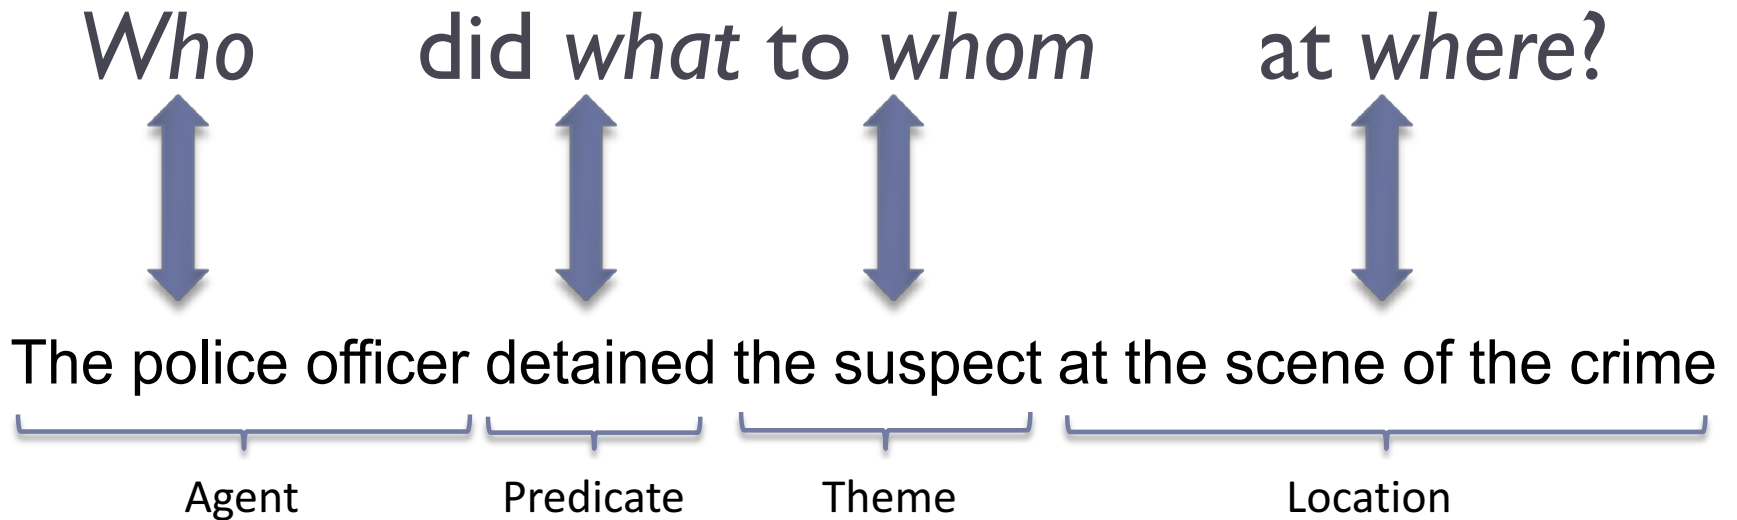 Who did what to whom at where?
The police officer detained the suspect at the scene of the crime
Agent Predicate Theme Location